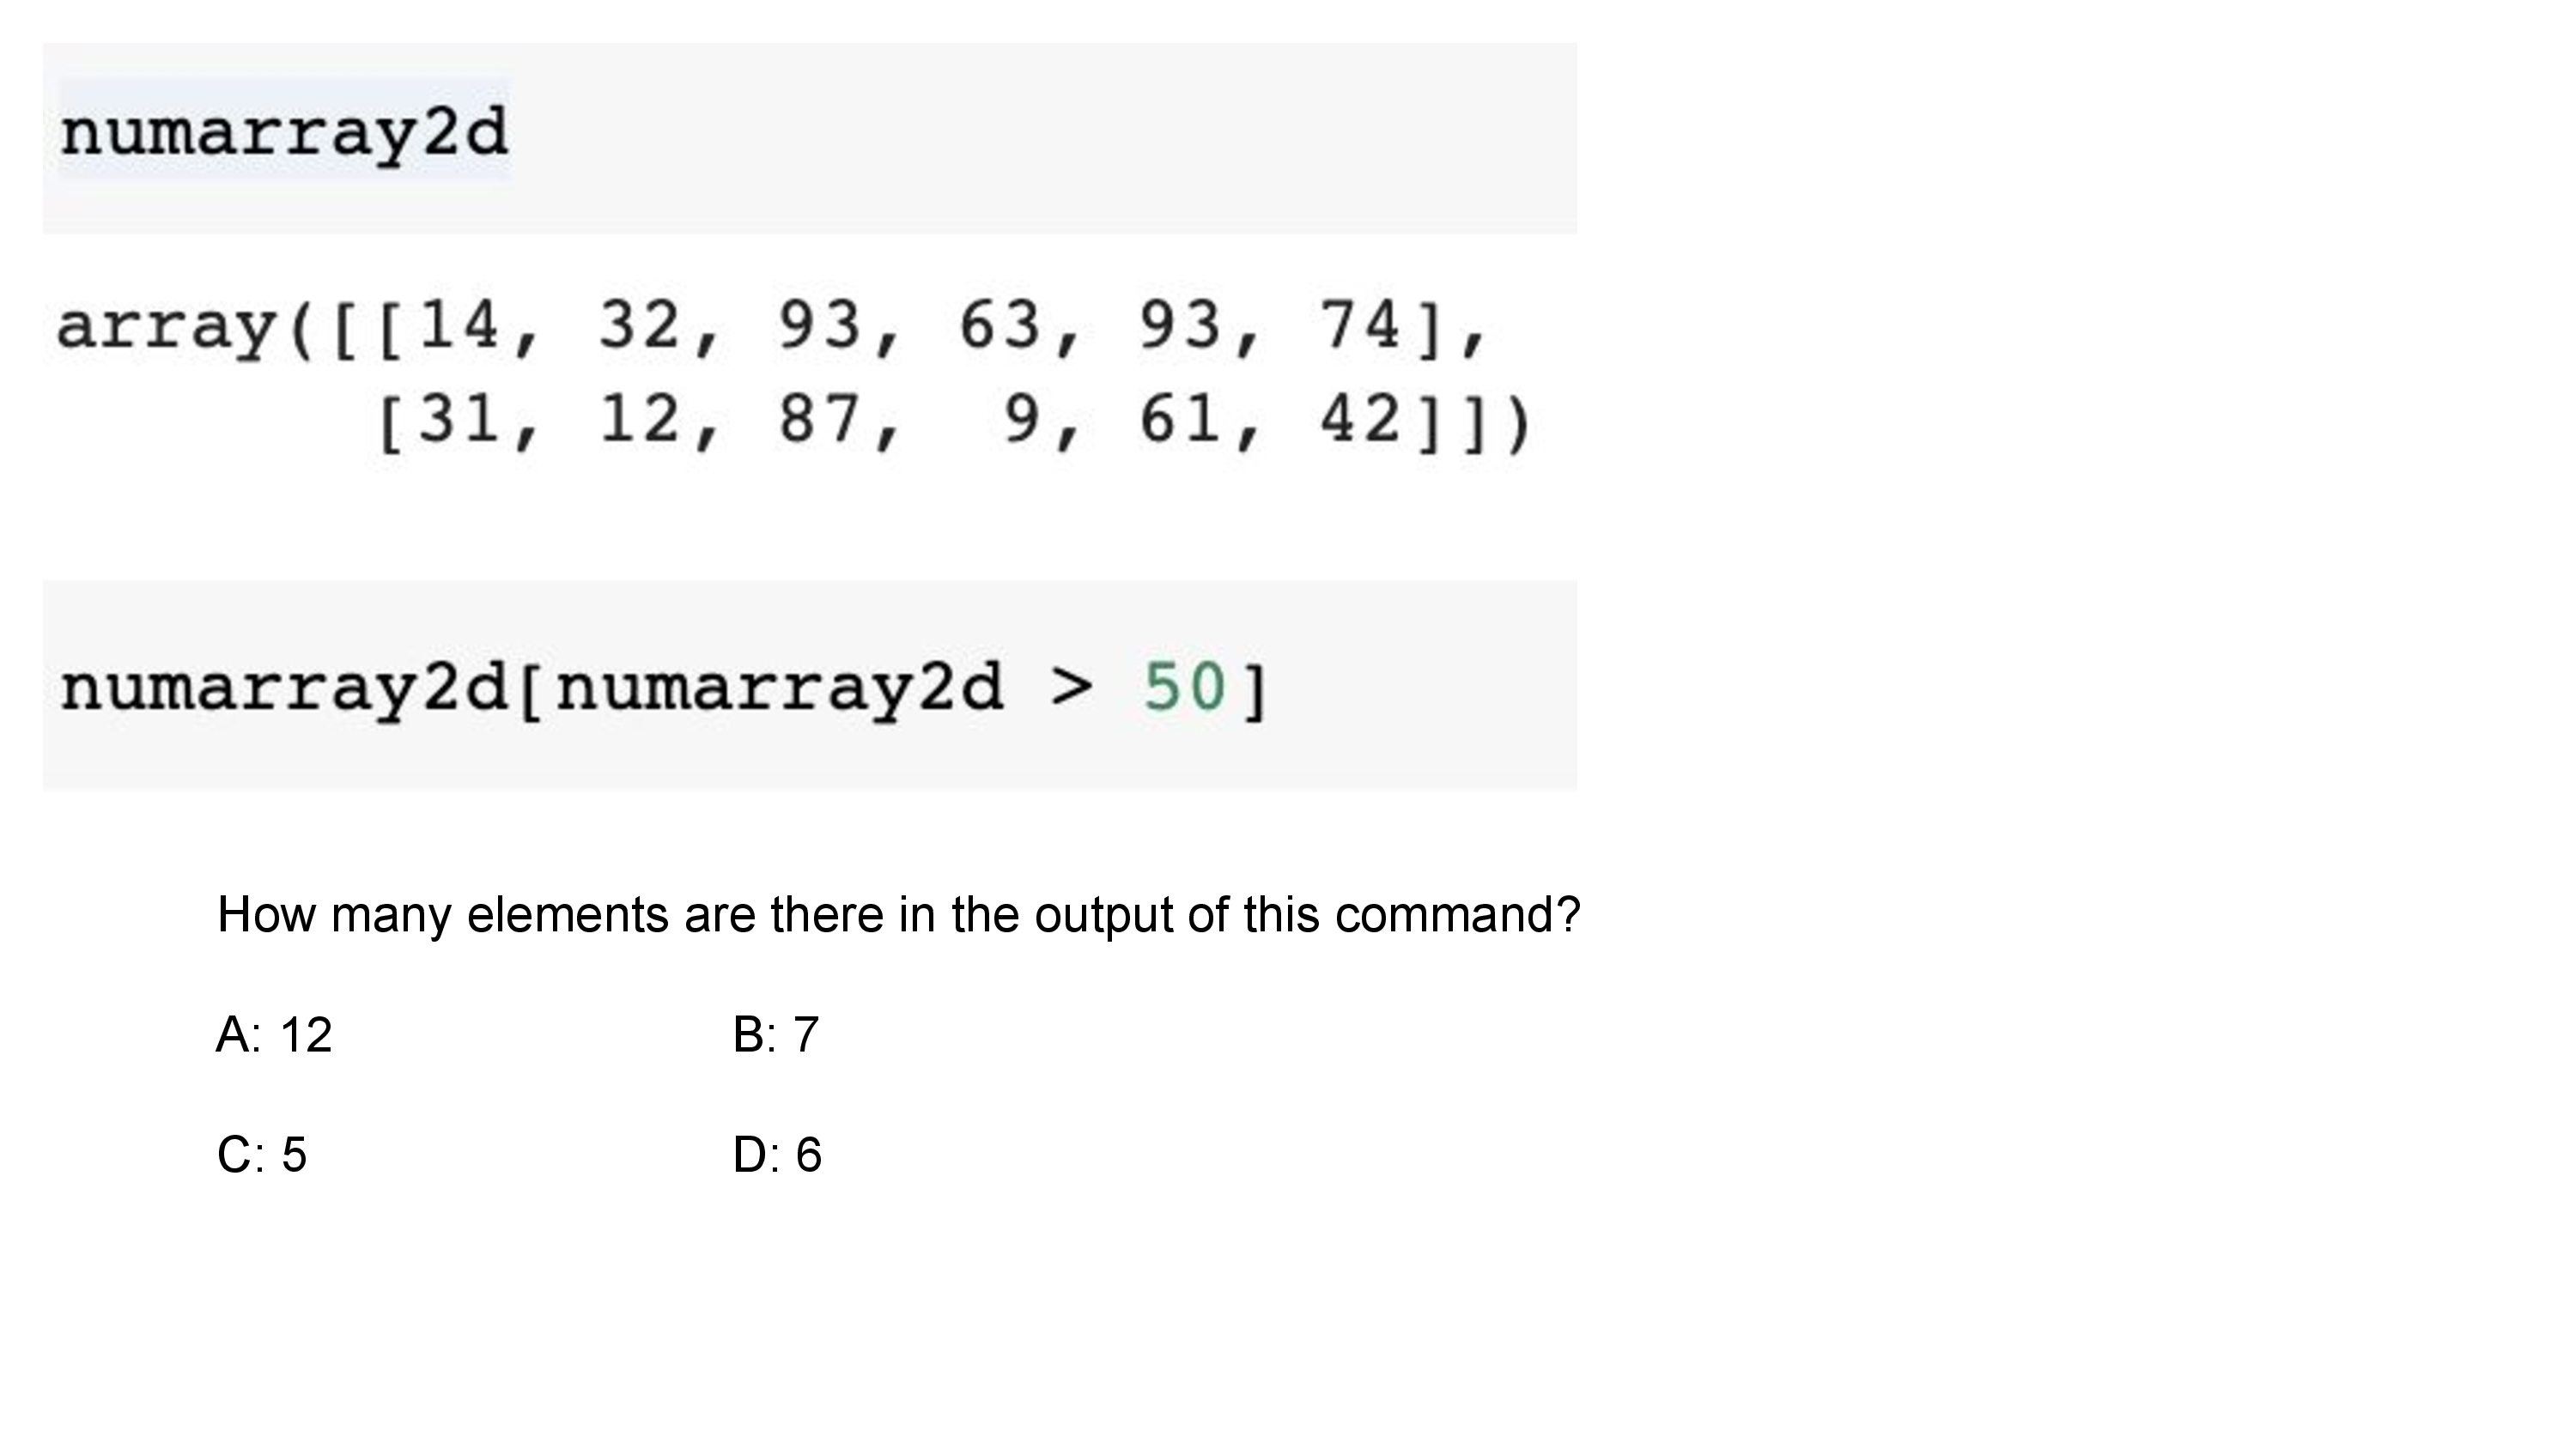 numarray2d
array([[14, 32, 93, 63, 93, 74],
[31, 12, 87,  9, 61, 42]])
numarray2d[numarray2d > 50]
How many elements are there in the output of this command?
A: 12 B: 7
C: 5 D: 6